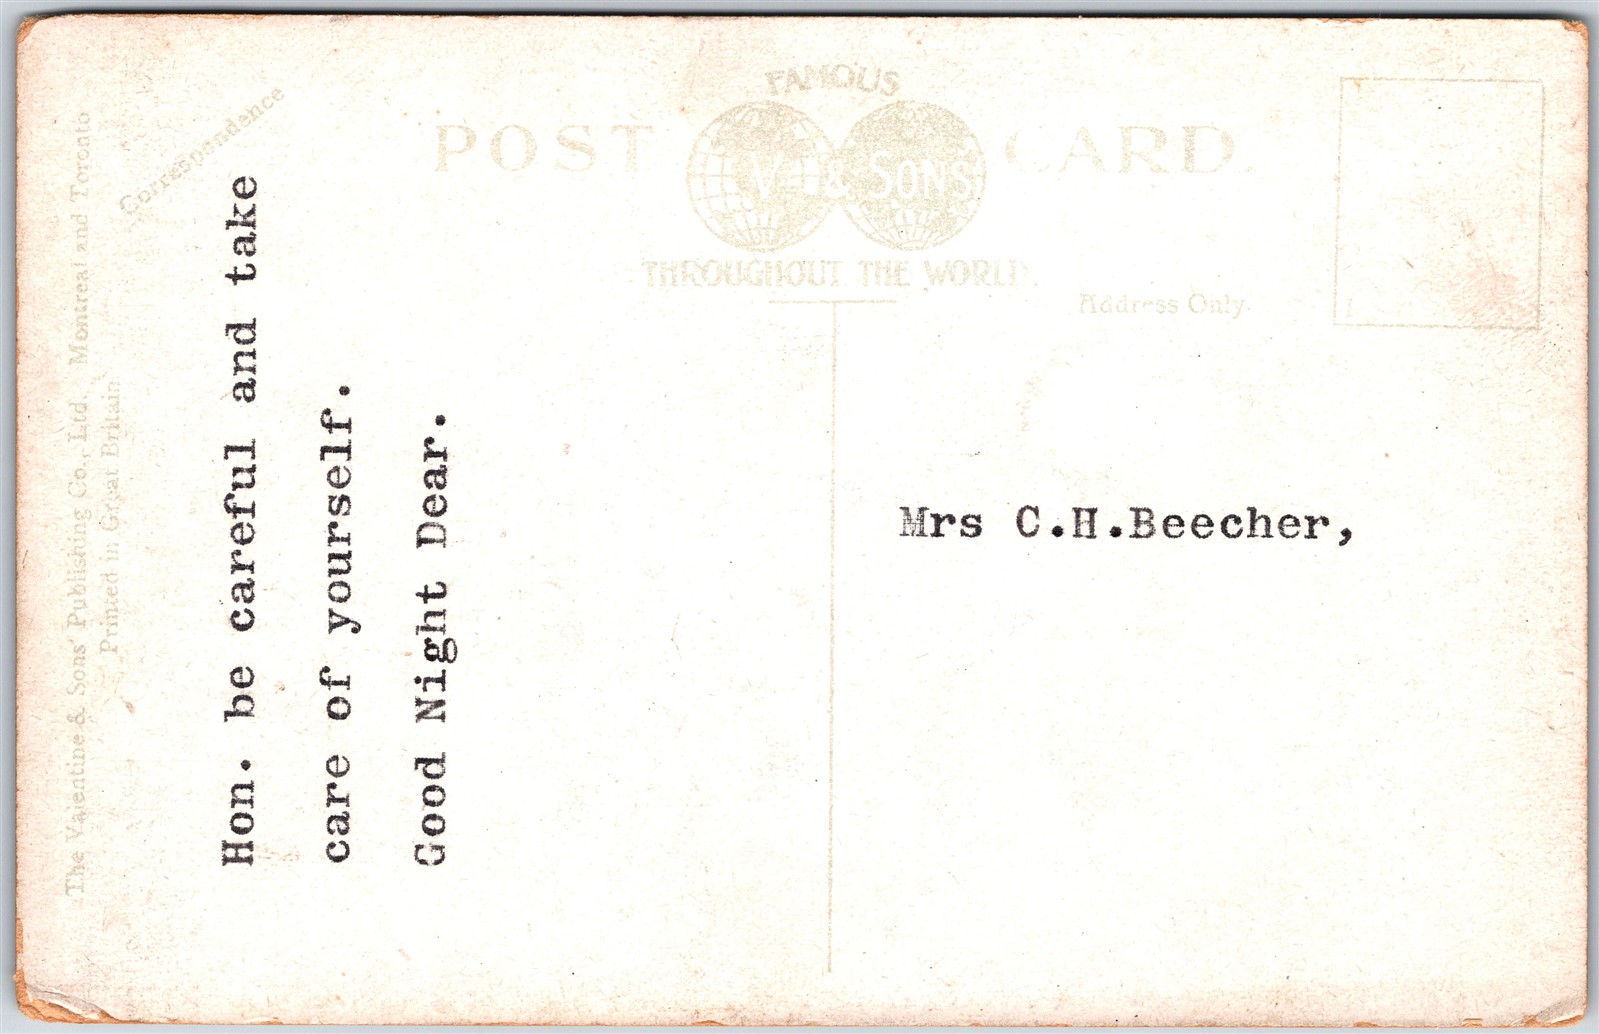 FAMOUS
POST CARD.
V. & SONS
THROUGHOUT THE WORLD.
Correspondence
Address Only.
The Valentine & Sons' Publishing Co., Ltd. Montreal and Toronto
Printed in Great Britain
Hon. be careful and take
care of yourself.
Good Night Dear.
Mrs C.H.Beecher,